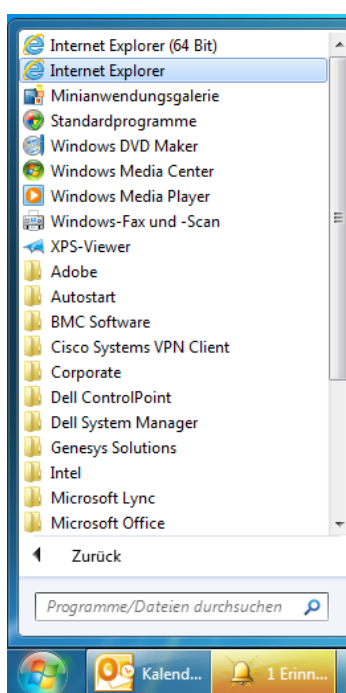 Internet Explorer (64 Bit)
Internet Explorer
Minianwendungsgalerie
Standardprogramme
Windows DVD Maker
Windows Media Center
Windows Media Player
Windows-Fax und -Scan
XPS-Viewer
Adobe
Autostart
BMC Software
Cisco Systems VPN Client
Corporate
Dell ControlPoint
Dell System Manager
Genesys Solutions
Intel
Microsoft Lync
Microsoft Office
Zurück
Programme/Dateien durchsuchen
Kalend... 1 Erinn...